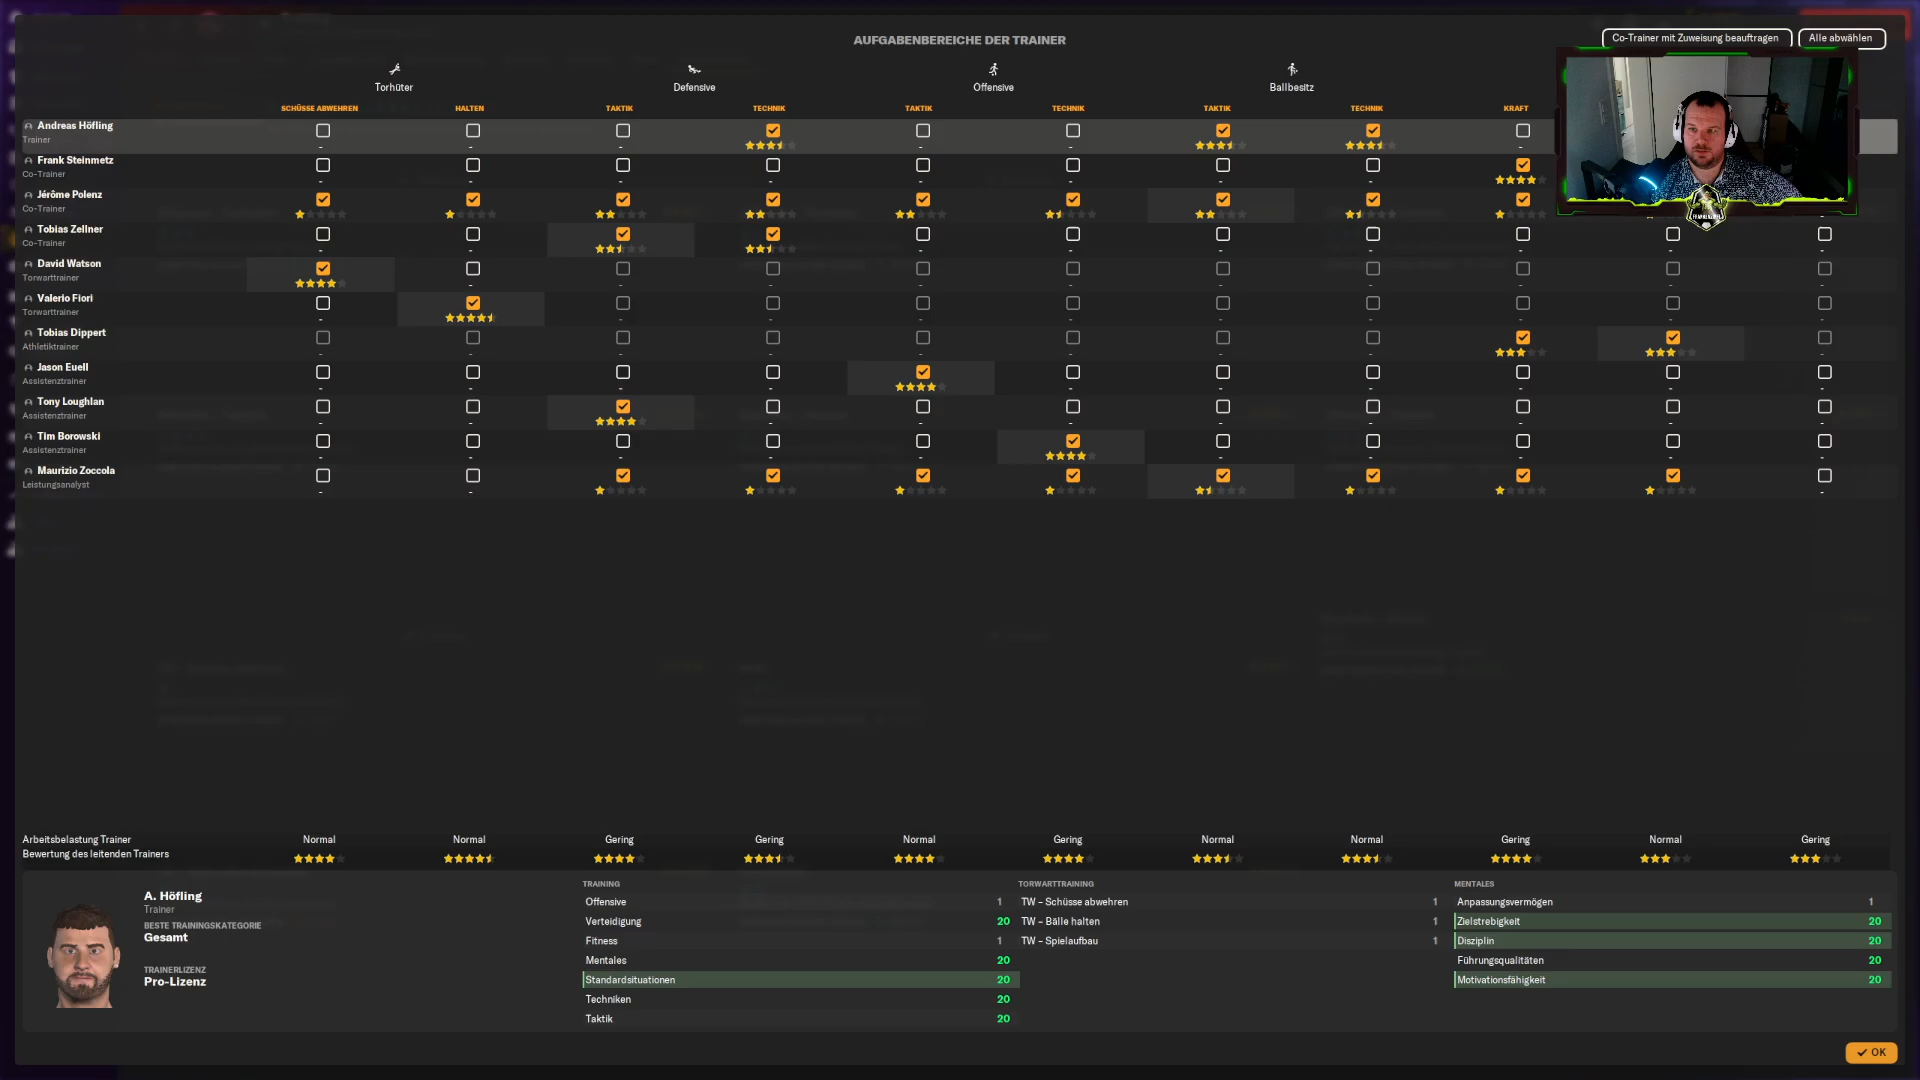 AUFGABENBEREICHE DER TRAINER
Co-Trainer mit Zuweisung beauftragen
Alle abwählen
Torhüter
Defensive
Offensive
Ballbesitz
SCHÜSSE ABWEHREN
HALTEN
TAKTIK
TECHNIK
TAKTIK
TECHNIK
TAKTIK
TECHNIK
KRAFT
Andreas Höfling
Trainer
Frank Steinmetz
Co-Trainer
Jérôme Polenz
Co-Trainer
Tobias Zellner
Co-Trainer
David Watson
Torwarttrainer
Valerio Fiori
Torwarttrainer
Tobias Dippert
Athletiktrainer
Jason Euell
Assistenztrainer
Tony Loughlan
Assistenztrainer
Tim Borowski
Assistenztrainer
Maurizio Zoccola
Leistungsanalyst
Arbeitsbelastung Trainer
Normal
Normal
Gering
Gering
Normal
Gering
Normal
Normal
Gering
Normal
Gering
Bewertung des leitenden Trainers
A. Höfling
Trainer
BESTE TRAININGSKATEGORIE
Gesamt
TRAINERLIZENZ
Pro-Lizenz
TRAINING
Offensive 1
Verteidigung 20
Fitness 1
Mentales 20
Standardsituationen 20
Techniken 20
Taktik 20
TORWARTTRAINING
TW - Schüsse abwehren 1
TW - Bälle halten 1
TW - Spielaufbau 1
MENTALES
Anpassungsvermögen 1
Zielstrebigkeit 20
Disziplin 20
Führungsqualitäten 20
Motivationsfähigkeit 20
OK